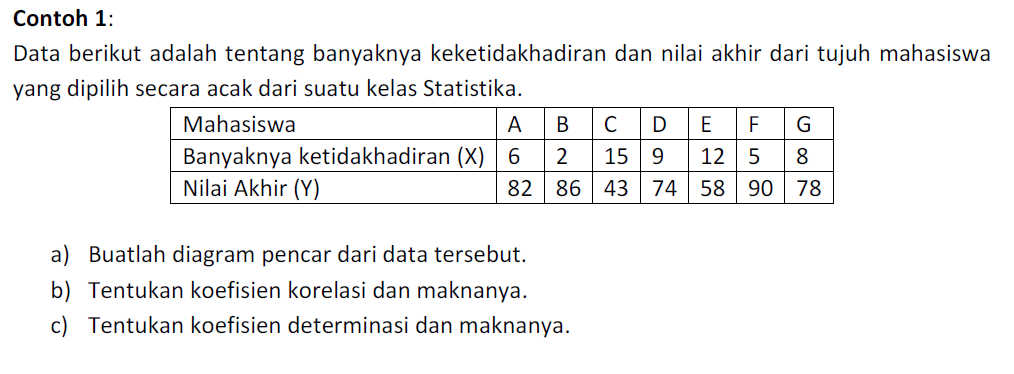 Contoh 1:
Data berikut adalah tentang banyaknya keketidakhadiran dan nilai akhir dari tujuh mahasiswa
yang dipilih secara acak dari suatu kelas Statistika.
Mahasiswa A B C D E F G
Banyaknya ketidakhadiran (X) 6 2 15 9 12 5 8
Nilai Akhir (Y) 82 86 43 74 58 90 78
a) Buatlah diagram pencar dari data tersebut.
b) Tentukan koefisien korelasi dan maknanya.
c) Tentukan koefisien determinasi dan maknanya.